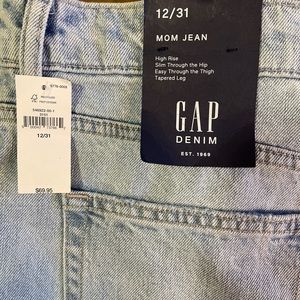 12/31
MOM JEAN
High Rise
Slim Through the Hip
Easy Through the Thigh
Tapered Leg
GAP
DENIM
EST. 1969
12/31
$69.95